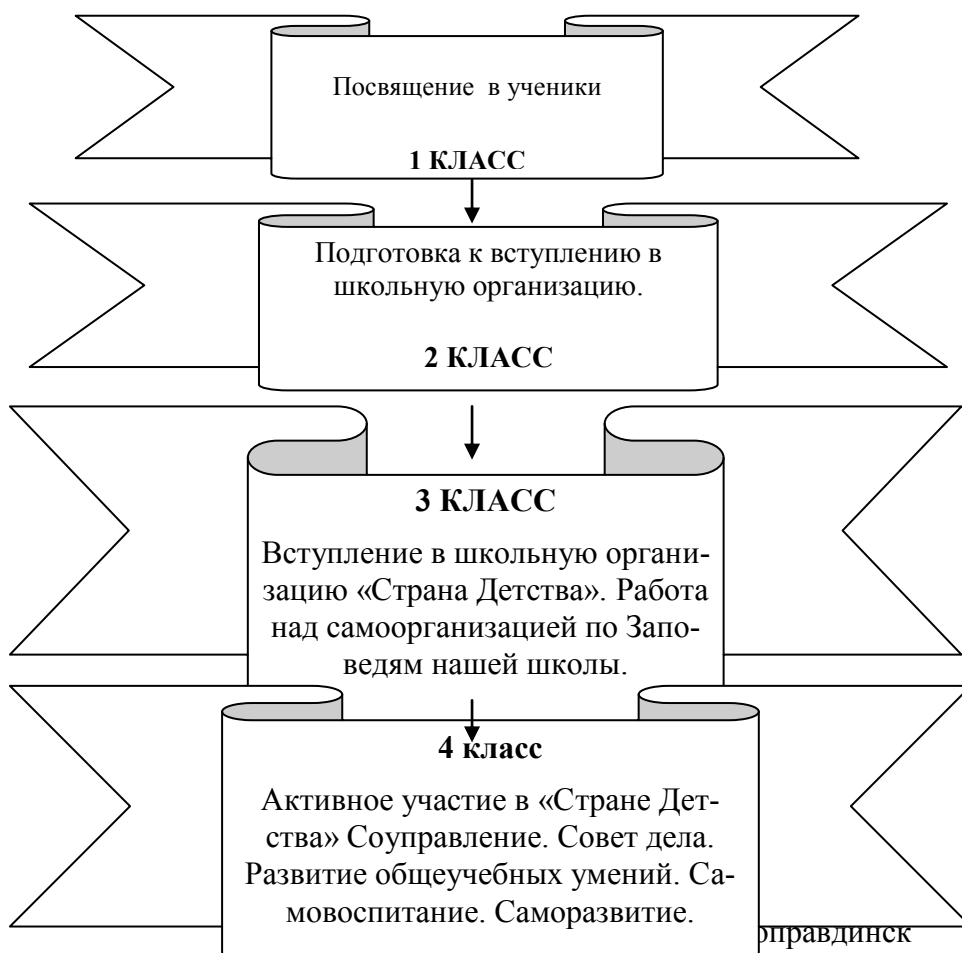 Посвящение в ученики
1 КЛАСС
Подготовка к вступлению в
школьную организацию.
2 КЛАСС
3 КЛАСС
Вступление в школьную органи-
зацию «Страна Детства». Работа
над самоорганизацией по Запо-
ведям нашей школы.
4 класс
Активное участие в «Стране Дет-
ства» Соуправление. Совет дела.
Развитие общеучебных умений. Са-
мовоспитание. Саморазвитие.